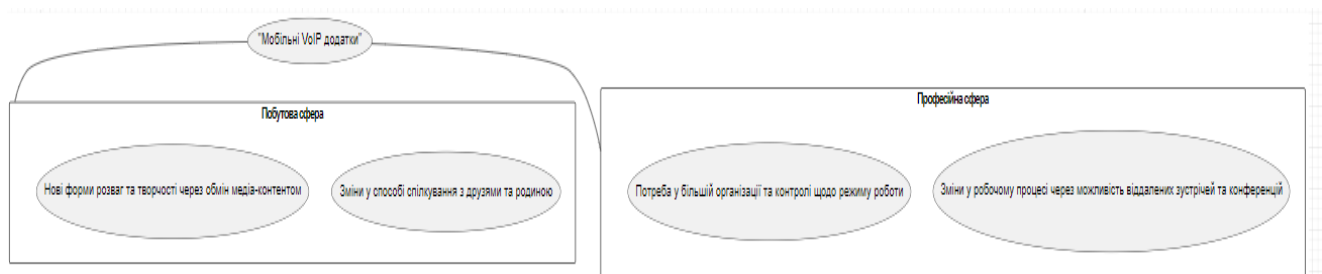 "Мобільні VoIP додатки"
Побутова сфера
Нові форми розваг та творчості через обмін медіа-контентом
Зміни у способі спілкування з друзями та родиною
Професійна сфера
Потреба у більшій організації та контролі щодо режиму роботи
Зміни у робочому процесі через можливість віддалених зустрічей та конференцій